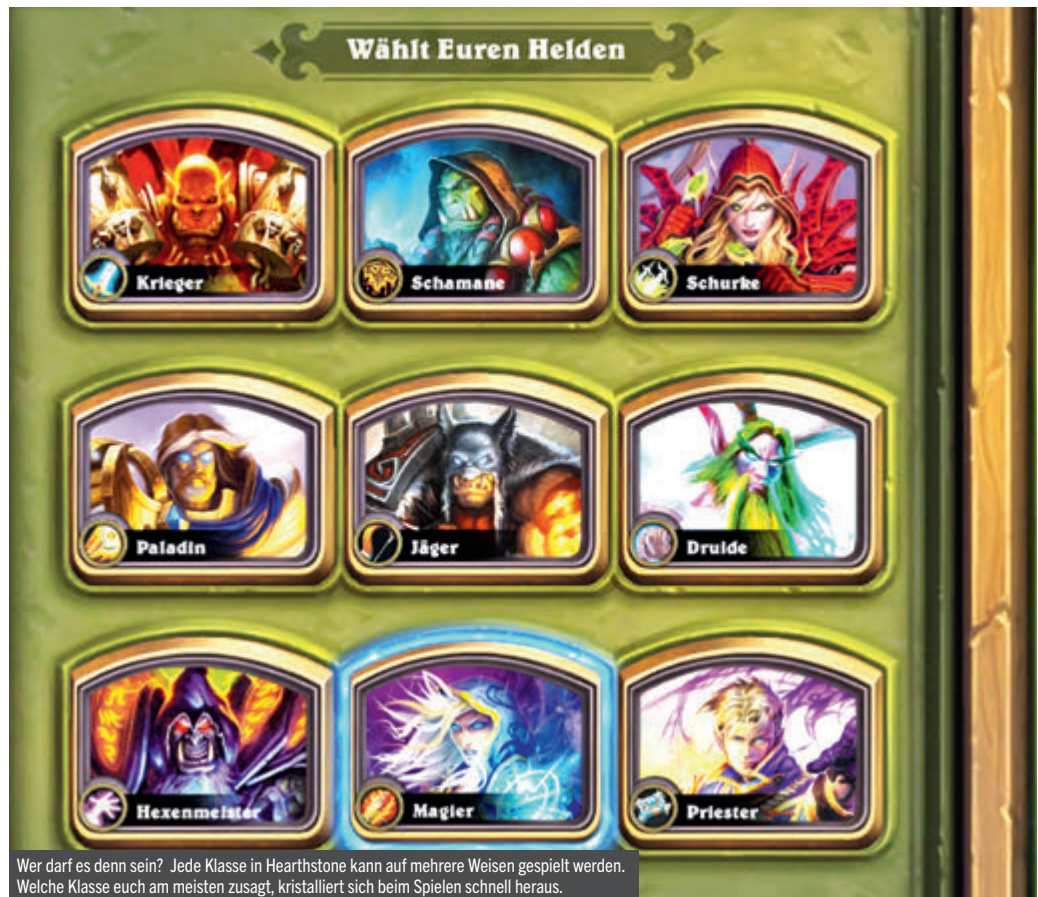 Wählt Euren Helden
Krieger
Schamane
Schurke
Paladin
Jäger
Druide
Hexenmeister
Magier
Priester
Wer darf es denn sein? Jede Klasse in Hearthstone kann auf mehrere Weisen gespielt werden.
Welche Klasse euch am meisten zusagt, kristalliert sich beim Spielen schnell heraus.